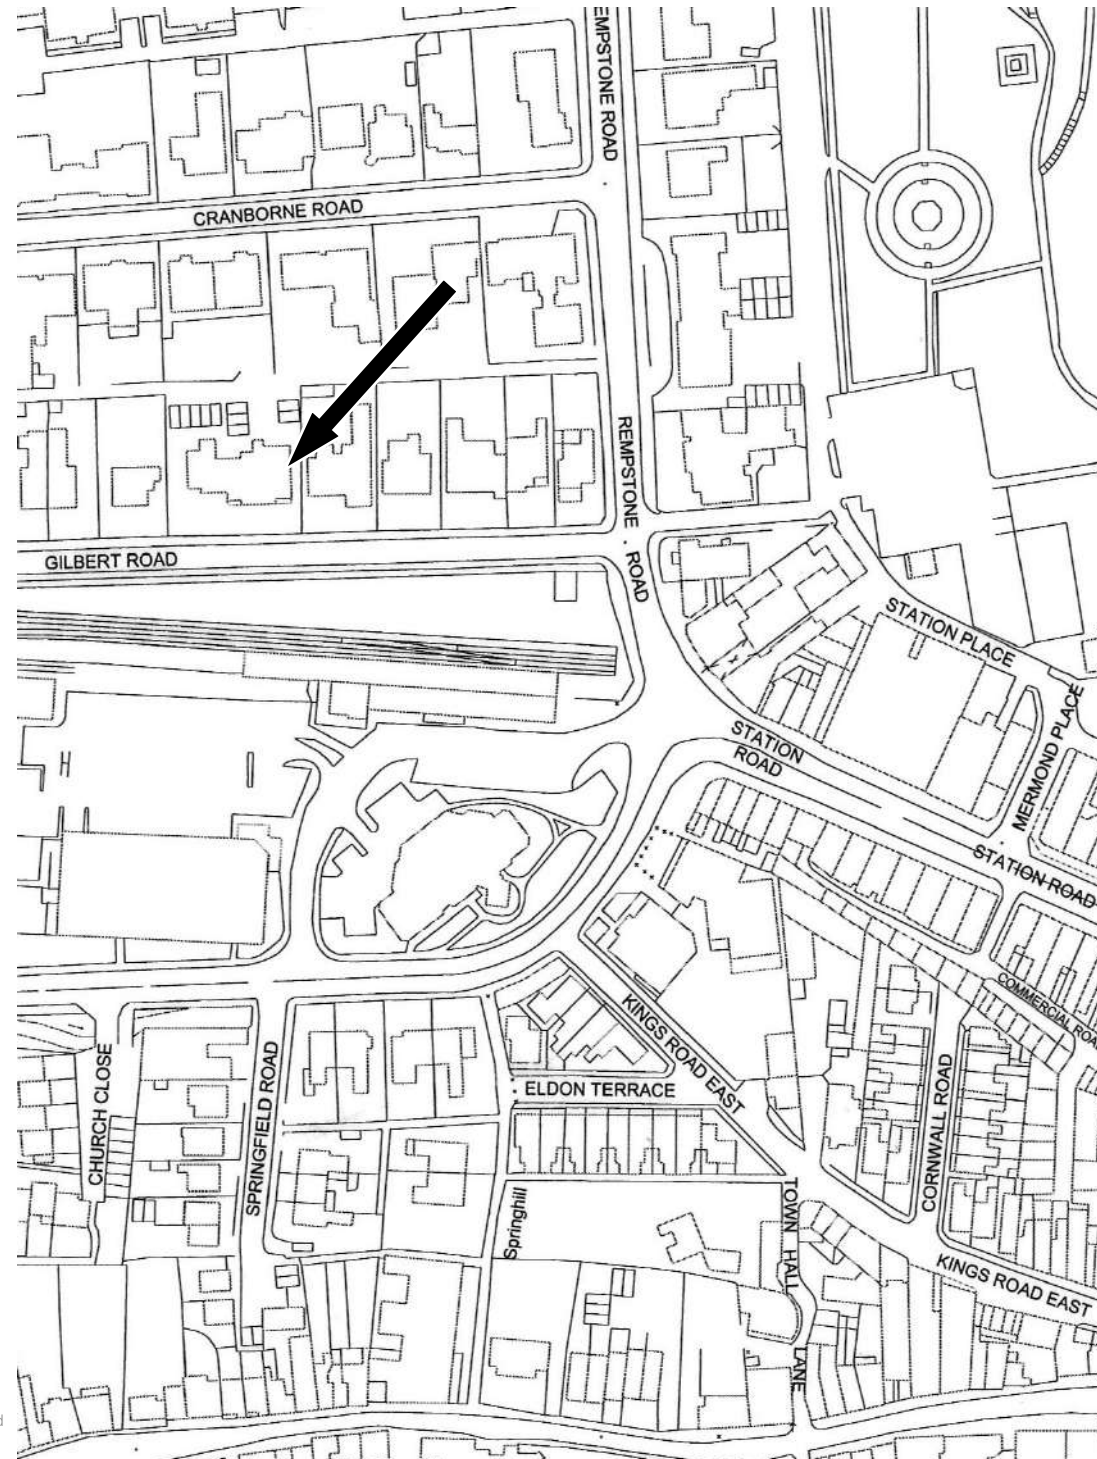 EMPSTONE ROAD
CRANBORNE ROAD
REMPSTONE ROAD
GILBERT ROAD
STATION PLACE
MERMOND PLACE
STATION
ROAD
STATION ROAD
COMMERCIAL ROAD
KINGS ROAD EAST
CHURCH CLOSE
SPRINGFIELD ROAD
ELDON TERRACE
CORNWALL ROAD
Springhill
TOWN HALL LANE
KINGS ROAD EAST
d